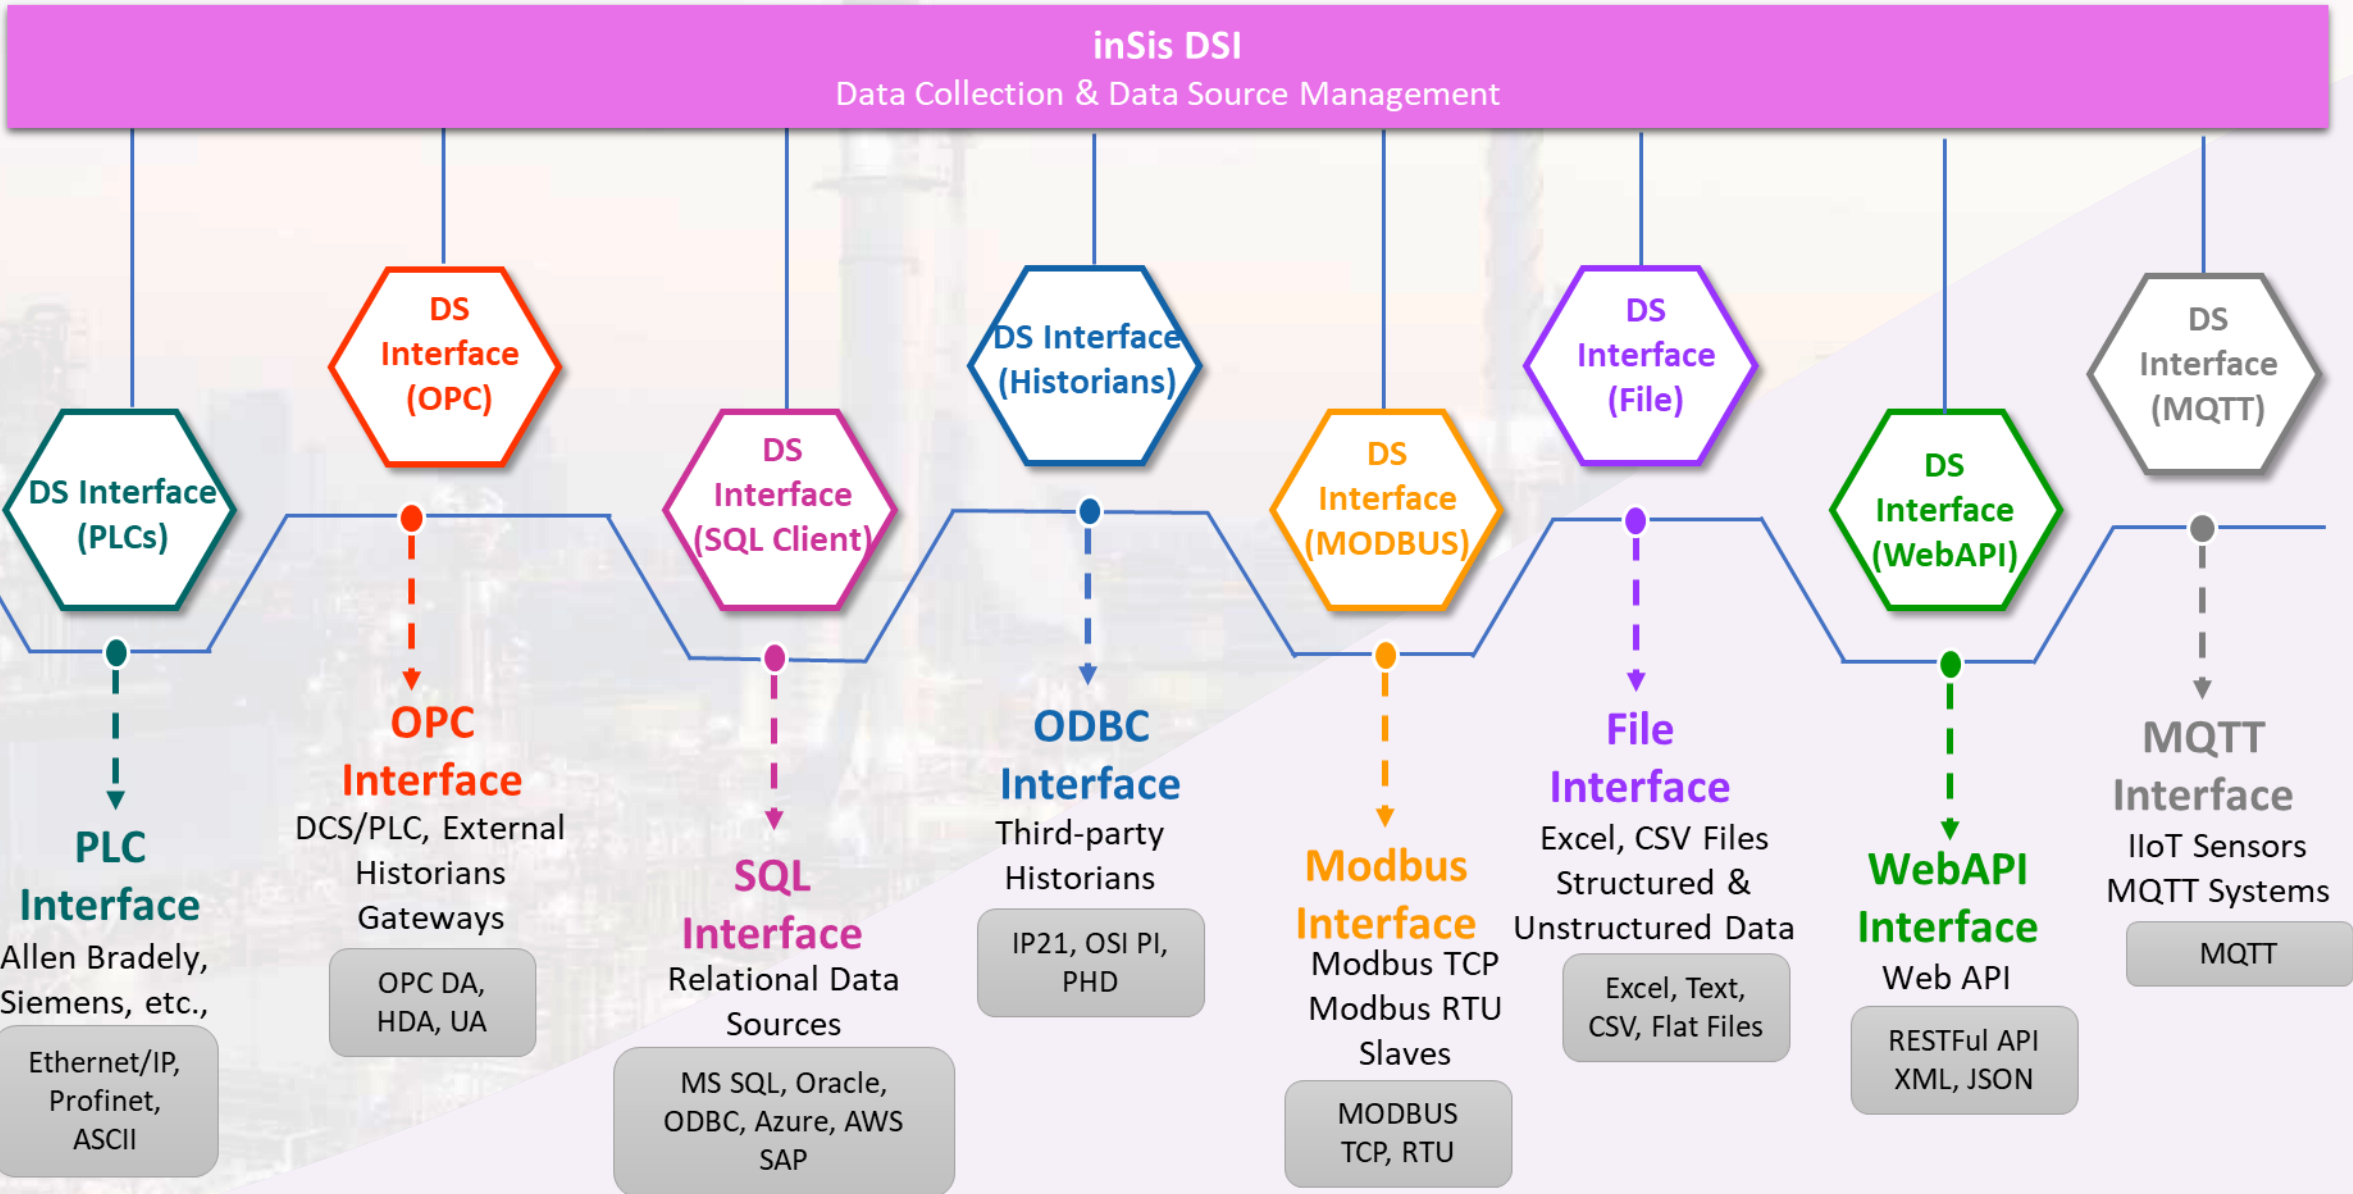 inSis DSI
Data Collection & Data Source Management
DS Interface
(PLCs)
PLC
Interface
Allen Bradely,
Siemens, etc.,
Ethernet/IP,
Profinet,
ASCII
DS
Interface
(OPC)
OPC
Interface
DCS/PLC, External
Historians
Gateways
OPC DA,
HDA, UA
DS
Interface
(SQL Client)
SQL
Interface
Relational Data
Sources
MS SQL, Oracle,
ODBC, Azure, AWS
SAP
DS Interface
(Historians)
ODBC
Interface
Third-party
Historians
IP21, OSI PI,
PHD
DS
Interface
(MODBUS)
Modbus
Interface
Modbus TCP
Modbus RTU
Slaves
MODBUS
TCP, RTU
DS
Interface
(File)
File
Interface
Excel, CSV Files
Structured &
Unstructured Data
Excel, Text,
CSV, Flat Files
DS
Interface
(WebAPI)
WebAPI
Interface
Web API
RESTFul API
XML, JSON
DS
Interface
(MQTT)
MQTT
Interface
IIoT Sensors
MQTT Systems
MQTT